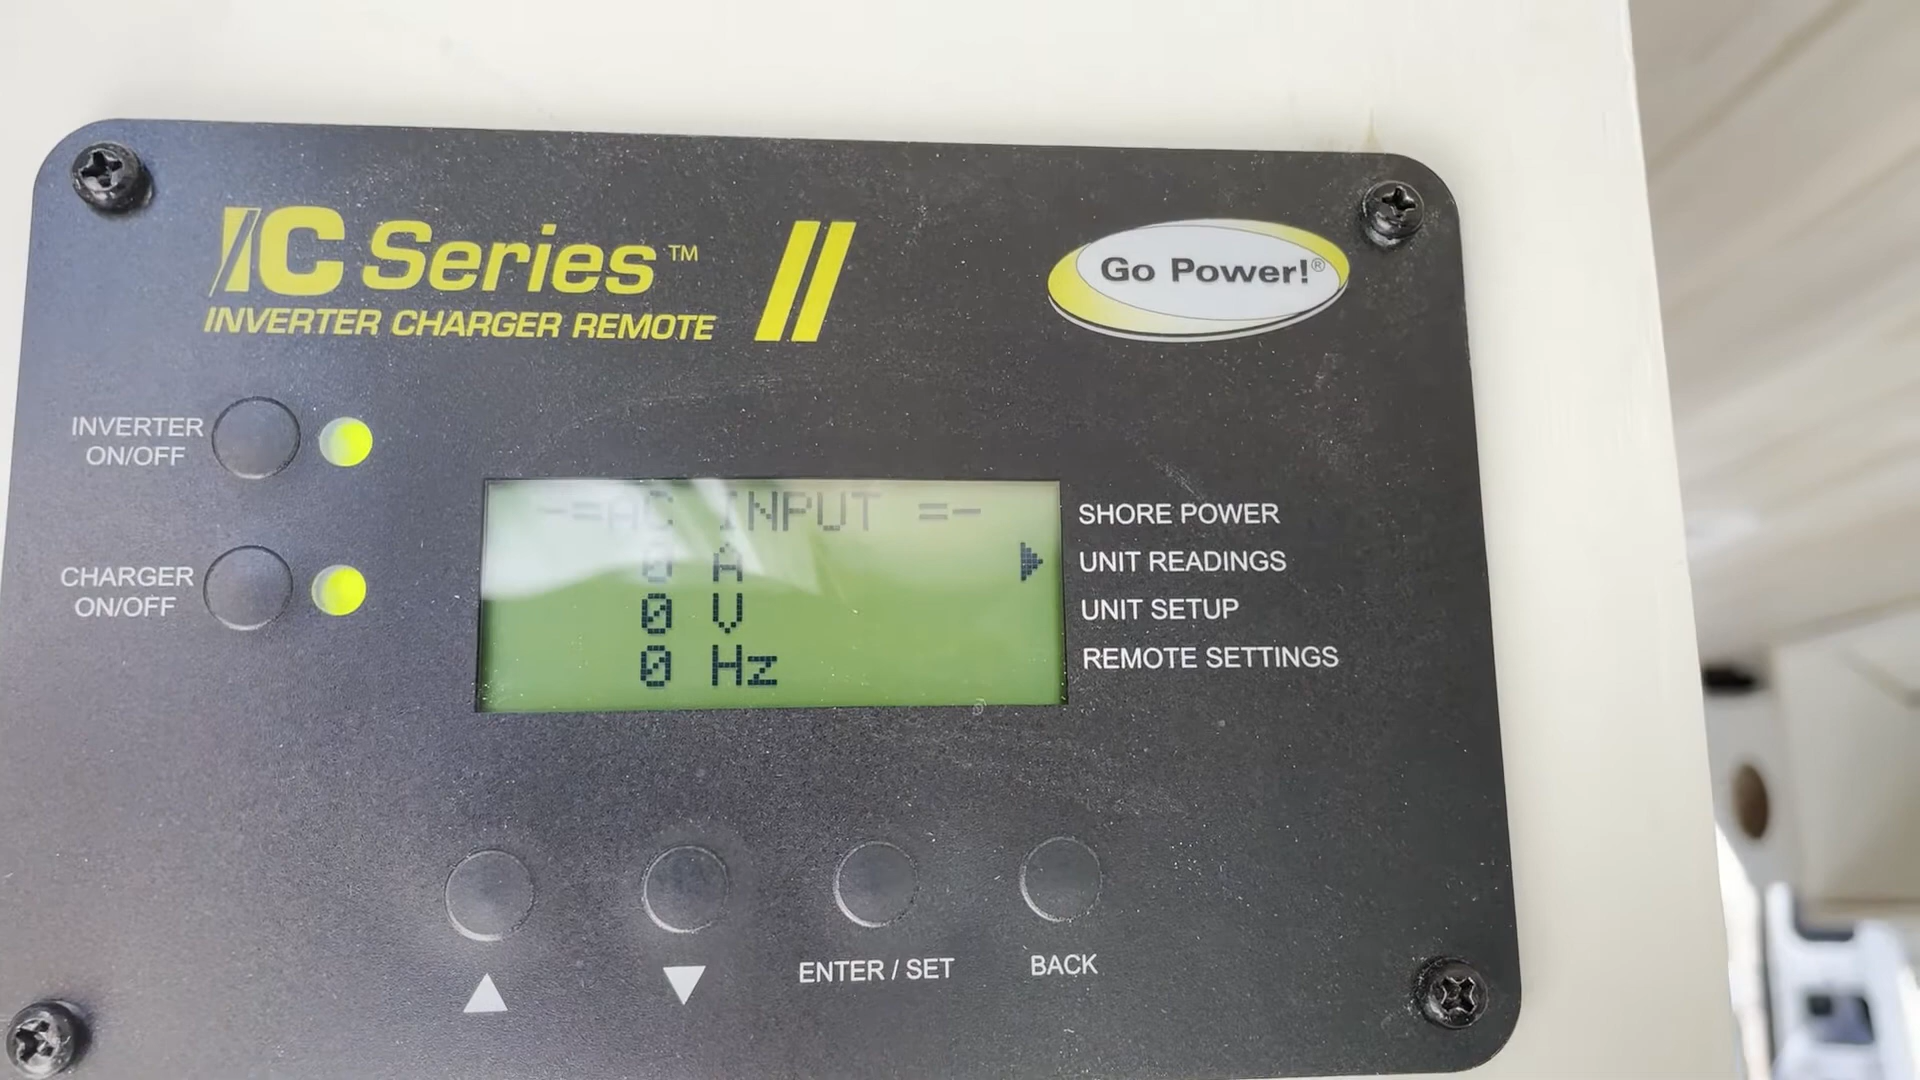 IC Series™
INVERTER CHARGER REMOTE
Go Power!®
INVERTER
ON/OFF
CHARGER
ON/OFF
-=AC INPUT =-
0 A
0 V
0 Hz
SHORE POWER
UNIT READINGS
UNIT SETUP
REMOTE SETTINGS
ENTER / SET
BACK